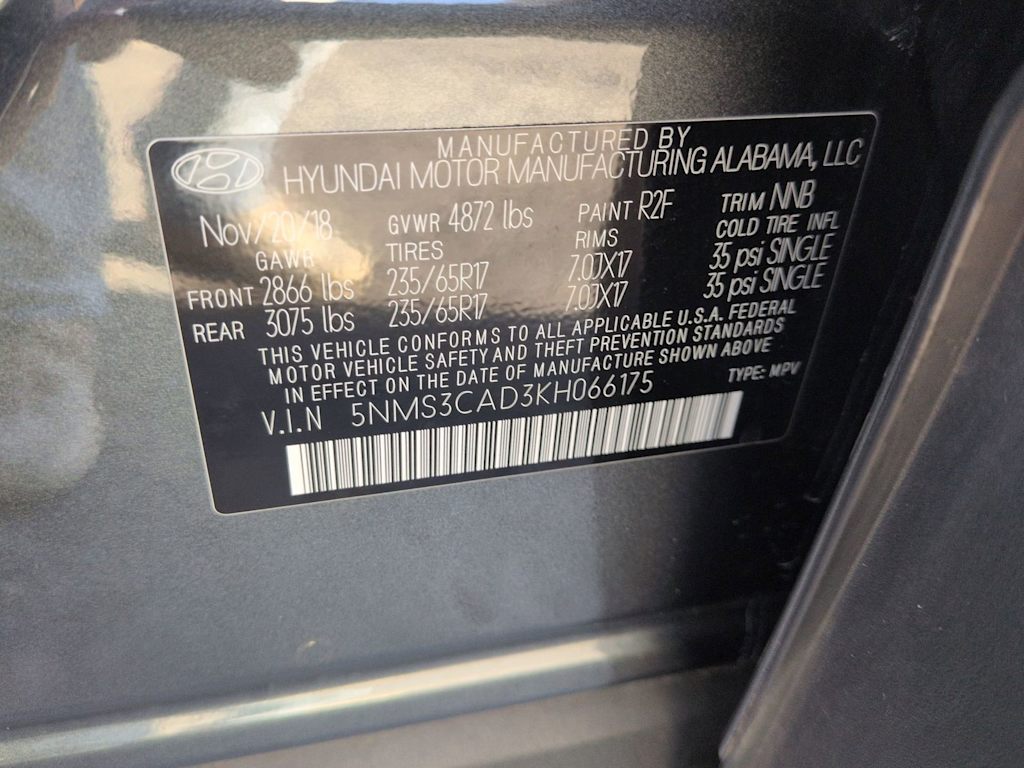 MANUFACTURED BY
HYUNDAI MOTOR MANUFACTURING ALABAMA, LLC
Nov/20/18 GVWR 4872 lbs PAINT R2F TRIM NNB
GAWR TIRES RIMS COLD TIRE INFL
FRONT 2866 lbs 235/65R17 7.0JX17 35 psi SINGLE
REAR 3075 lbs 235/65R17 7.0JX17 35 psi SINGLE
THIS VEHICLE CONFORMS TO ALL APPLICABLE U.S.A. FEDERAL
MOTOR VEHICLE SAFETY AND THEFT PREVENTION STANDARDS
IN EFFECT ON THE DATE OF MANUFACTURE SHOWN ABOVE
V.I.N 5NMS3CAD3KH066175 TYPE: MPV